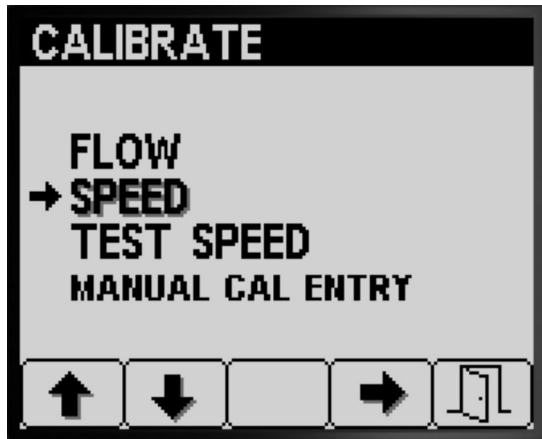 CALIBRATE
FLOW
SPEED
TEST SPEED
MANUAL CAL ENTRY